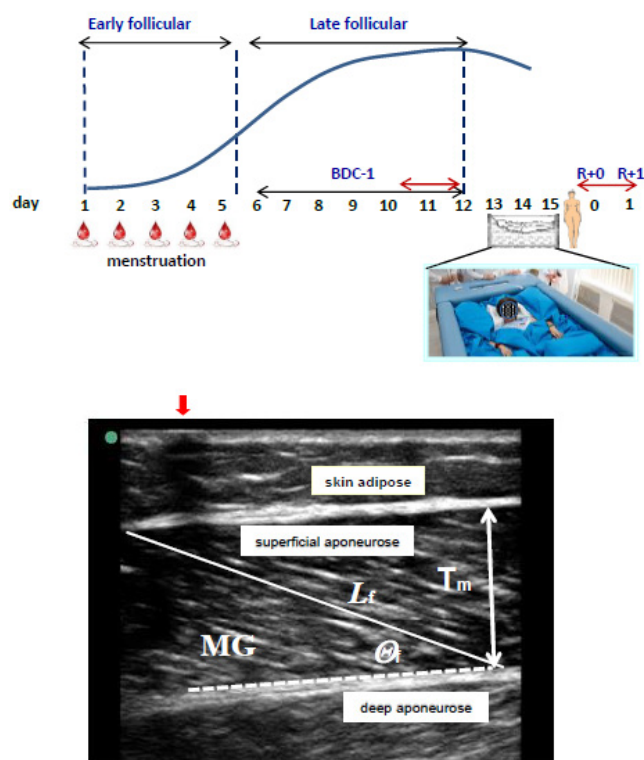 Early follicular Late follicular
BDC-1
R+0 R+1
day 1 2 3 4 5 6 7 8 9 10 11 12 13 14 15 0 1
menstruation
skin adipose
superficial aponeurose
Lf
Tm
MG
Θf
deep aponeurose